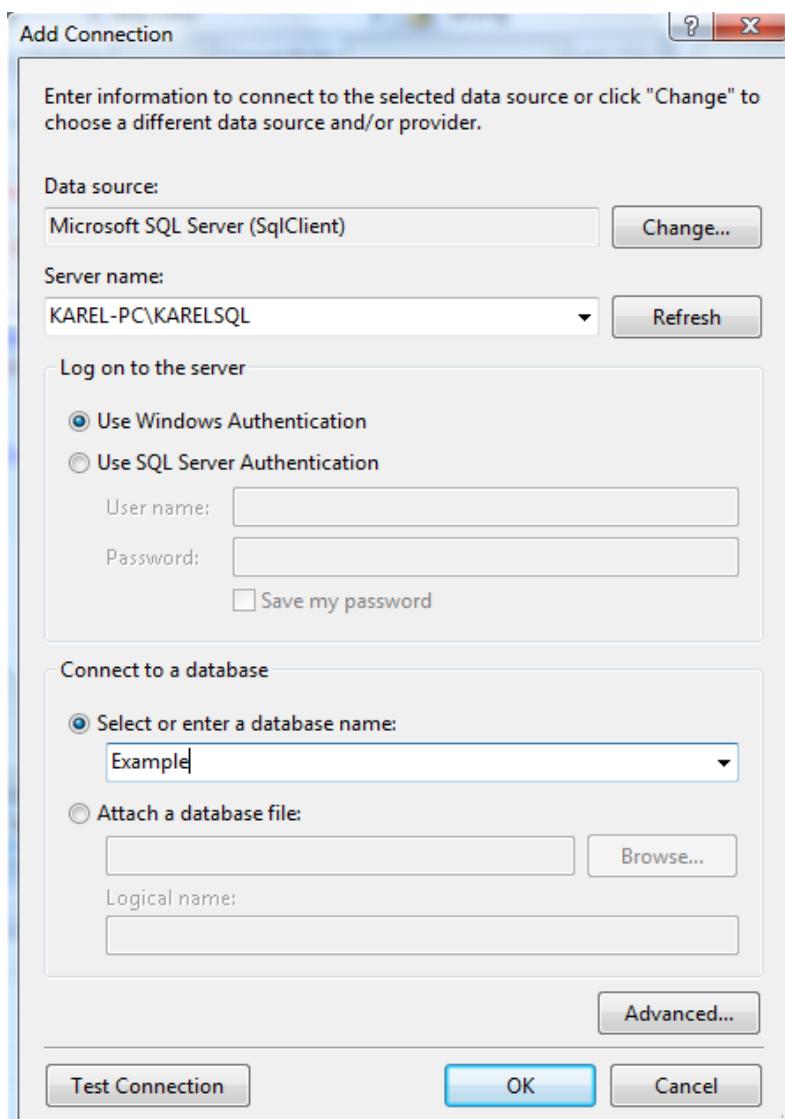 Add Connection
Enter information to connect to the selected data source or click "Change" to
choose a different data source and/or provider.
Data source:
Microsoft SQL Server (SqlClient)
Change...
Server name:
KAREL-PC\KARELSQL
Refresh
Log on to the server
Use Windows Authentication
Use SQL Server Authentication
User name:
Password:
Save my password
Connect to a database
Select or enter a database name:
Example
Attach a database file:
Browse...
Logical name:
Advanced...
Test Connection
OK
Cancel